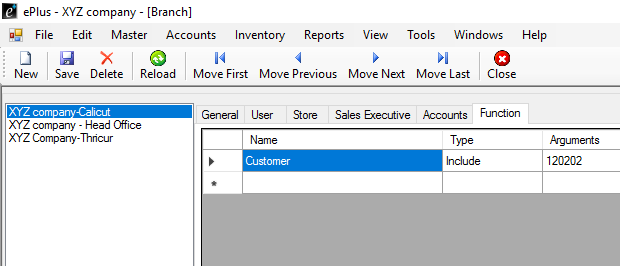 ePlus - XYZ company - [Branch]
File Edit Master Accounts Inventory Reports View Tools Windows Help
New Save Delete Reload Move First Move Previous Move Next Move Last Close
XYZ company-Calicut
XYZ company - Head Office
XYZ Company-Thricur
General User Store Sales Executive Accounts Function
Name Type Arguments
Customer Include 120202